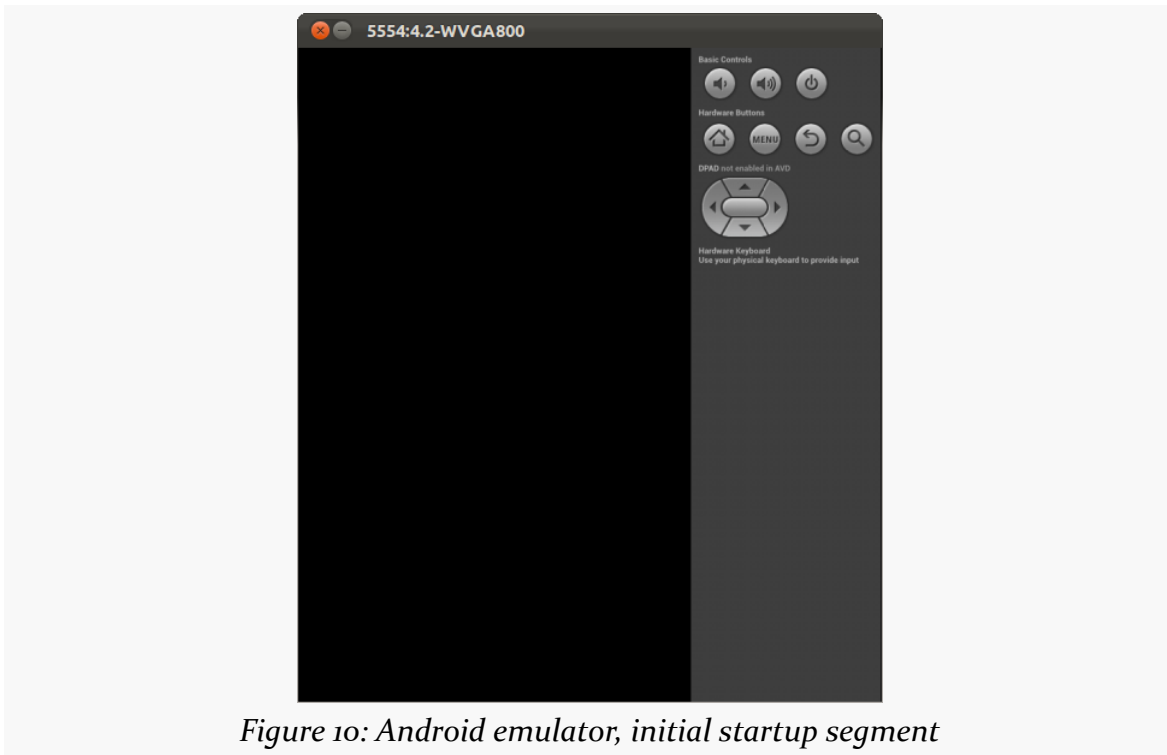 5554:4.2-WVGA800
Basic Controls
Hardware Buttons
MENU
DPAD not enabled in AVD
Hardware Keyboard
Use your physical keyboard to provide input
Figure 10: Android emulator, initial startup segment